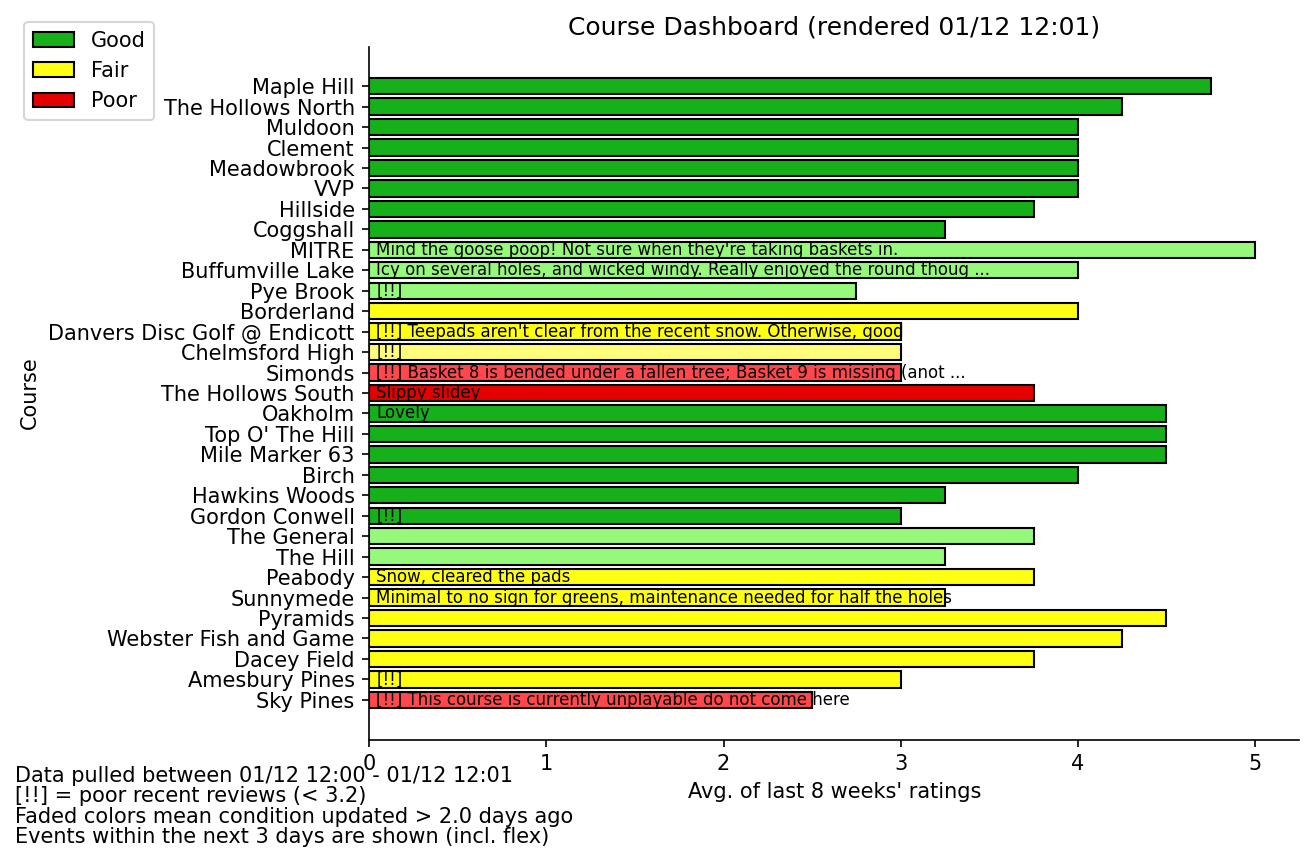 Course Dashboard (rendered 01/12 12:01)
Good
Fair
Poor
Course
Maple Hill
The Hollows North
Muldoon
Clement
Meadowbrook
VVP
Hillside
Coggshall
MITRE Mind the goose poop! Not sure when they're taking baskets in.
Buffumville Lake Icy on several holes, and wicked windy. Really enjoyed the round thoug ...
Pye Brook [!!]
Borderland
Danvers Disc Golf @ Endicott [!!] Teepads aren't clear from the recent snow. Otherwise, good
Chelmsford High [!!]
Simonds [!!] Basket 8 is bended under a fallen tree; Basket 9 is missing (anot ...
The Hollows South Slippy slidey
Oakholm Lovely
Top O' The Hill
Mile Marker 63
Birch
Hawkins Woods
Gordon Conwell [!!]
The General
The Hill
Peabody Snow, cleared the pads
Sunnymede Minimal to no sign for greens, maintenance needed for half the holes
Pyramids
Webster Fish and Game
Dacey Field
Amesbury Pines [!!]
Sky Pines [!!] This course is currently unplayable do not come here
0 1 2 3 4 5
Avg. of last 8 weeks' ratings
Data pulled between 01/12 12:00 - 01/12 12:01
[!!] = poor recent reviews (< 3.2)
Faded colors mean condition updated > 2.0 days ago
Events within the next 3 days are shown (incl. flex)